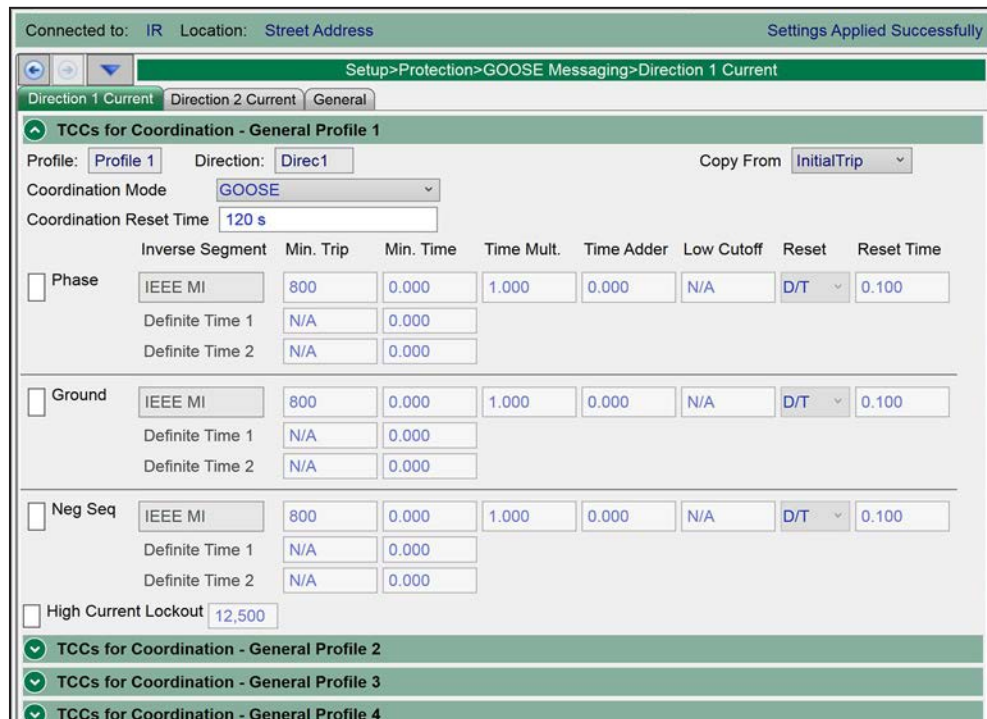 Connected to: IR Location: Street Address Settings Applied Successfully
Setup>Protection>GOOSE Messaging>Direction 1 Current
Direction 1 Current Direction 2 Current General
TCCs for Coordination - General Profile 1
Profile: Profile 1 Direction: Direc1 Copy From InitialTrip
Coordination Mode GOOSE
Coordination Reset Time 120 s
Inverse Segment Min. Trip Min. Time Time Mult. Time Adder Low Cutoff Reset Reset Time
Phase IEEE MI 800 0.000 1.000 0.000 N/A D/T 0.100
Definite Time 1 N/A 0.000
Definite Time 2 N/A 0.000
Ground IEEE MI 800 0.000 1.000 0.000 N/A D/T 0.100
Definite Time 1 N/A 0.000
Definite Time 2 N/A 0.000
Neg Seq IEEE MI 800 0.000 1.000 0.000 N/A D/T 0.100
Definite Time 1 N/A 0.000
Definite Time 2 N/A 0.000
High Current Lockout 12,500
TCCs for Coordination - General Profile 2
TCCs for Coordination - General Profile 3
TCCs for Coordination - General Profile 4